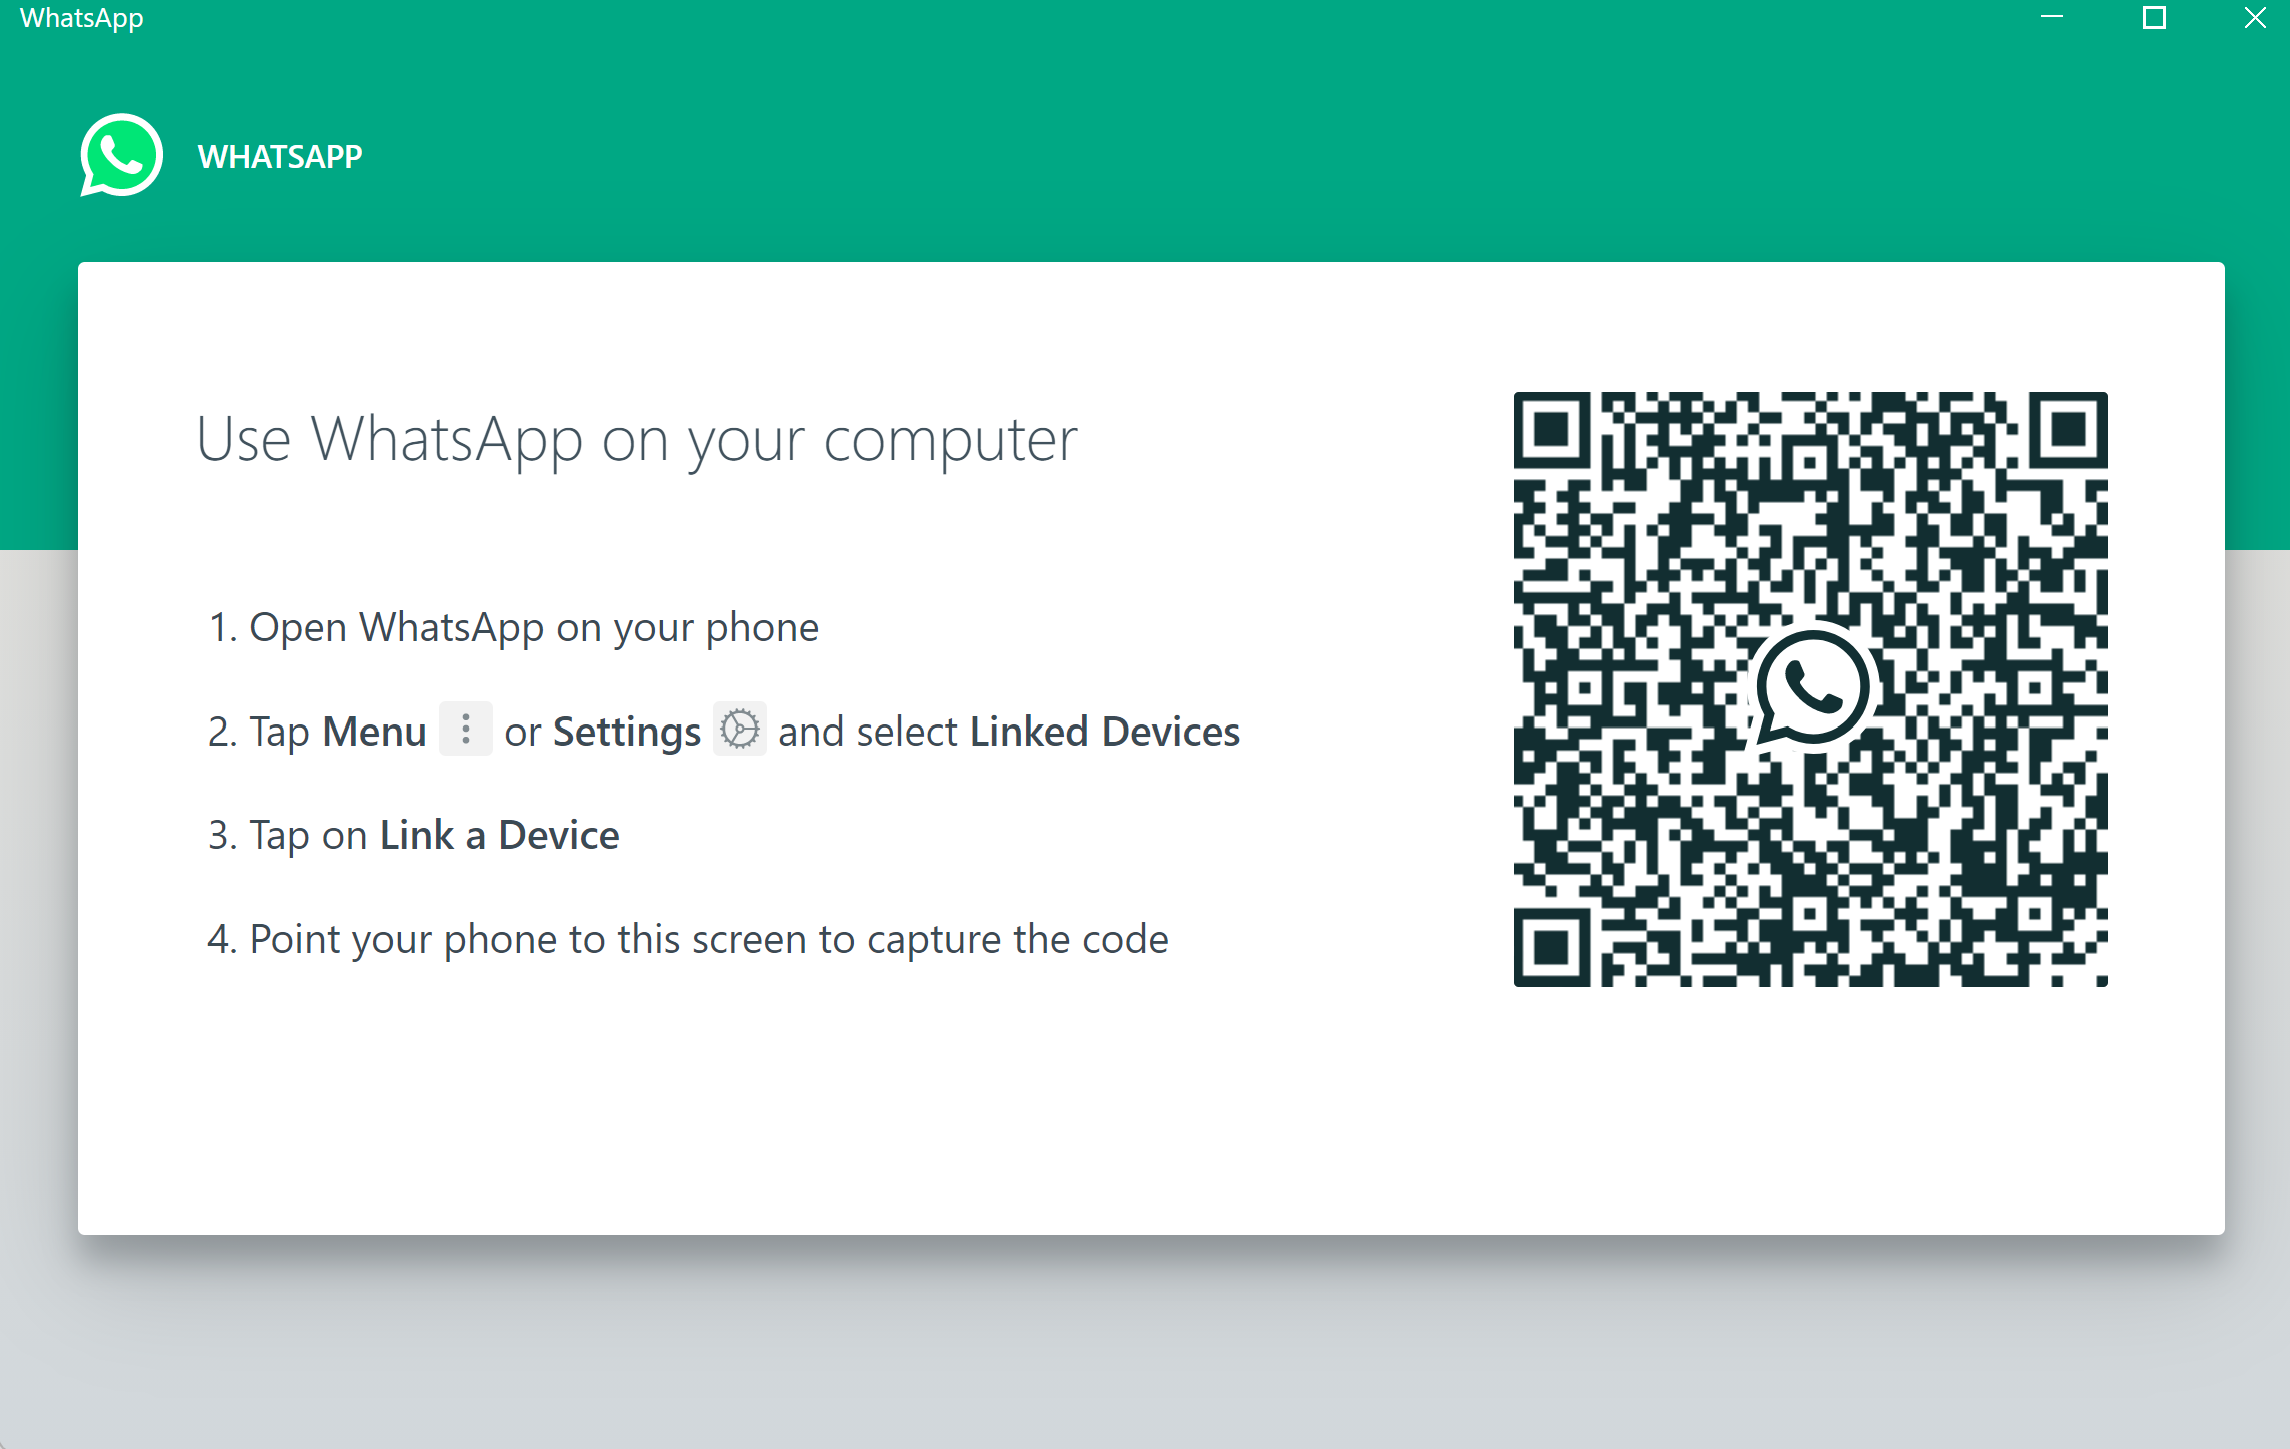 WhatsApp
WHATSAPP
Use WhatsApp on your computer
1. Open WhatsApp on your phone
2. Tap Menu or Settings and select Linked Devices
3. Tap on Link a Device
4. Point your phone to this screen to capture the code